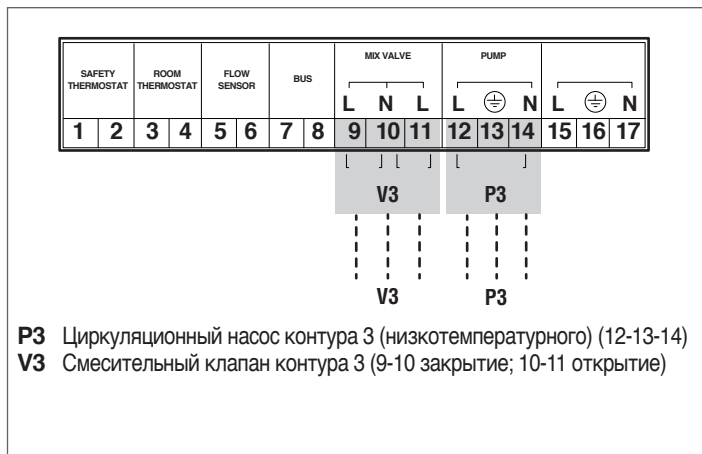 SAFETY THERMOSTAT
ROOM THERMOSTAT
FLOW SENSOR
BUS
MIX VALVE
PUMP
L N L L N L N
1 2 3 4 5 6 7 8 9 10 11 12 13 14 15 16 17
V3 P3
V3 P3
P3 Циркуляционный насос контура 3 (низкотемпературного) (12-13-14)
V3 Смесительный клапан контура 3 (9-10 закрытие; 10-11 открытие)